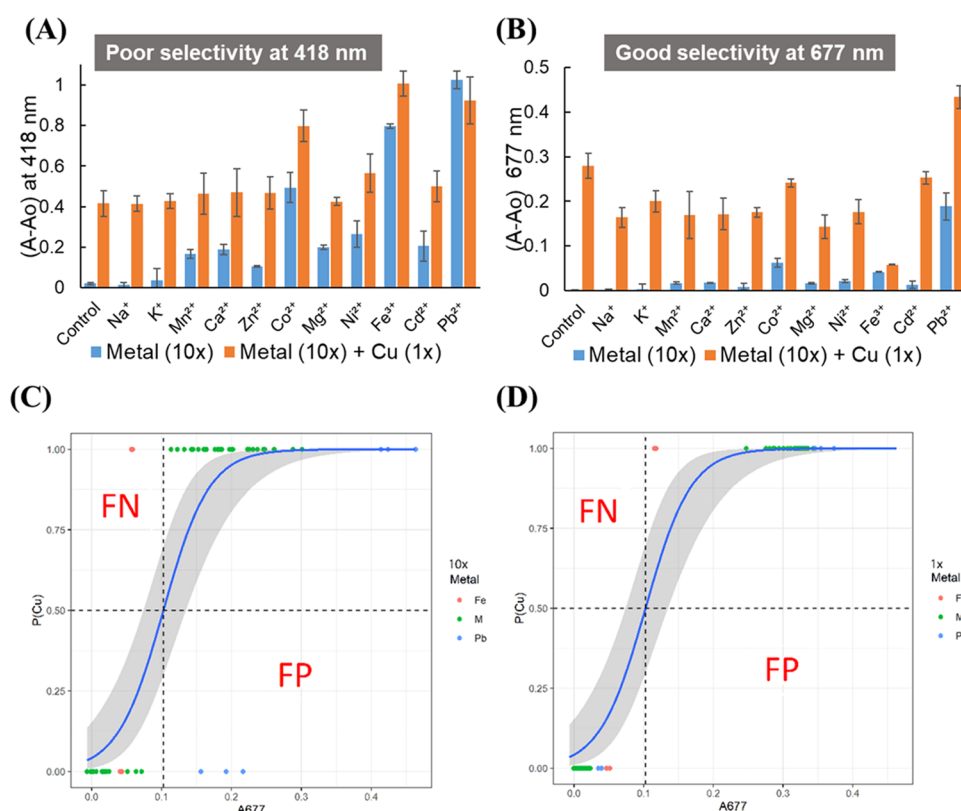 (A)
Poor selectivity at 418 nm
(A-Ao) at 418 nm
1
0.8
0.6
0.4
0.2
0
Control
Na⁺
K⁺
Mn²⁺
Ca²⁺
Zn²⁺
Co²⁺
Mg²⁺
Ni²⁺
Fe³⁺
Cd²⁺
Pb²⁺
Metal (10x)
Metal (10x) + Cu (1x)
(B)
Good selectivity at 677 nm
(A-Ao) 677 nm
0.5
0.4
0.3
0.2
0.1
0
Control
Na⁺
K⁺
Mn²⁺
Ca²⁺
Zn²⁺
Co²⁺
Mg²⁺
Ni²⁺
Fe³⁺
Cd²⁺
Pb²⁺
Metal (10x)
Metal (10x) + Cu (1x)
(C)
P(Cu)
1.00
0.75
0.50
0.25
0.00
FN
FP
0.0
0.1
0.2
0.3
0.4
A677
10x
Metal
Fe
M
Pb
(D)
P(Cu)
1.00
0.75
0.50
0.25
0.00
FN
FP
0.0
0.1
0.2
0.3
0.4
A677
1x
Metal
F
M
P